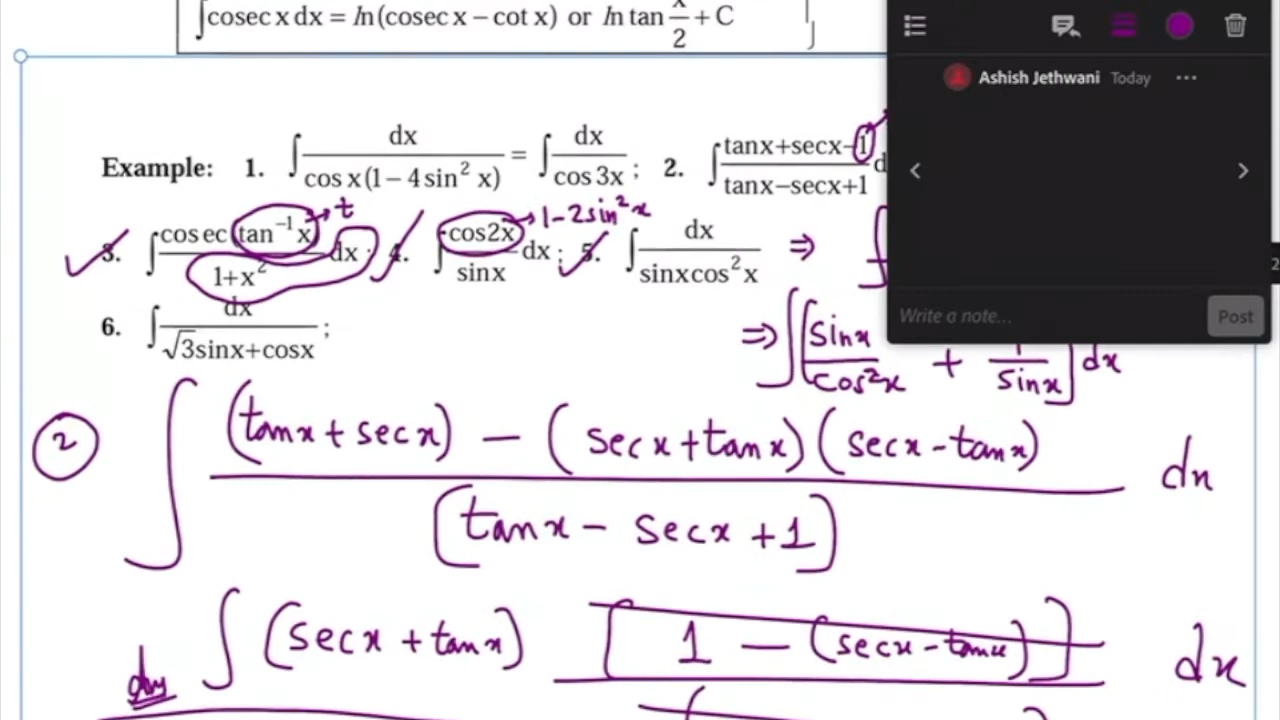 ∫cosec x dx = ln(cosec x − cot x) or ln tan x/2 + C
Ashish Jethwani Today ...
Example: 1. ∫ dx / cos x(1 − 4 sin² x) = ∫ dx / cos 3x ; 2. ∫ tanx+secx−1 / tanx−secx+1 d
3. ∫ cosec(tan⁻¹ x) / 1+x² dx ; → t 4. ∫ cos2x / sinx dx ; → 1−2sin²x 5. ∫ dx / sinxcos²x ⇒ ∫
Write a note... Post
6. ∫ dx / √3sinx+cosx ; ⇒ ∫[sinx / cos²x + 1 / sinx] dx
② ∫ (tanx + secx) − (secx + tanx)(secx − tanx) / (tanx − secx + 1) dx
∫ (secx + tanx) [1 − (secx − tanx)] dx